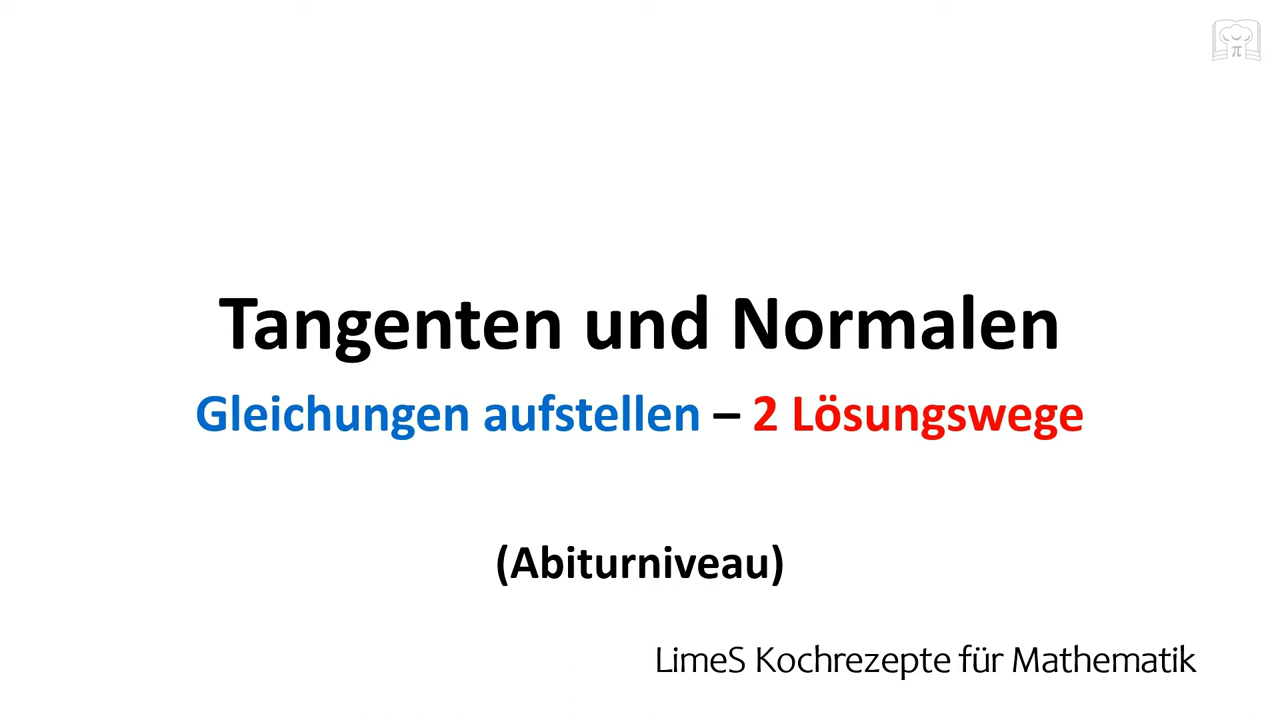 Tangenten und Normalen
Gleichungen aufstellen – 2 Lösungswege
(Abiturniveau)
LimeS Kochrezepte für Mathematik
π